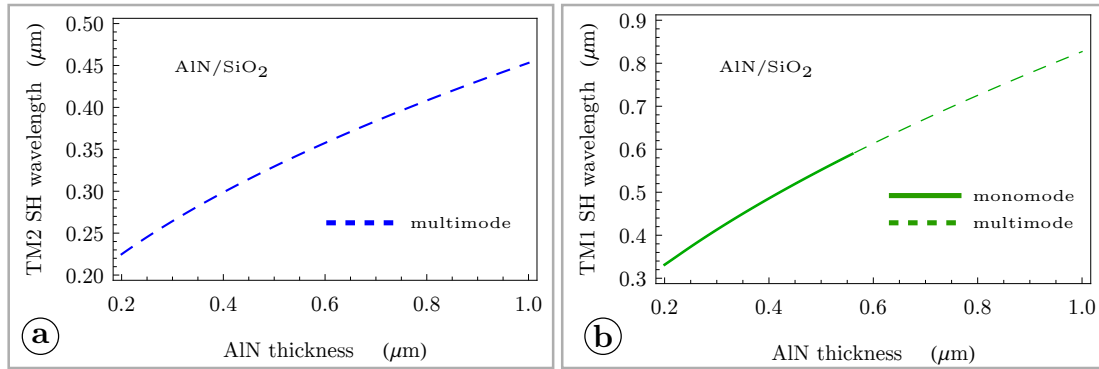 TM2 SH wavelength (μm)
0.50
0.45
0.40
0.35
0.30
0.25
0.20
AlN/SiO2
multimode
0.2 0.4 0.6 0.8 1.0
AlN thickness (μm)
a
TM1 SH wavelength (μm)
0.9
0.8
0.7
0.6
0.5
0.4
0.3
AlN/SiO2
monomode
multimode
0.2 0.4 0.6 0.8 1.0
AlN thickness (μm)
b